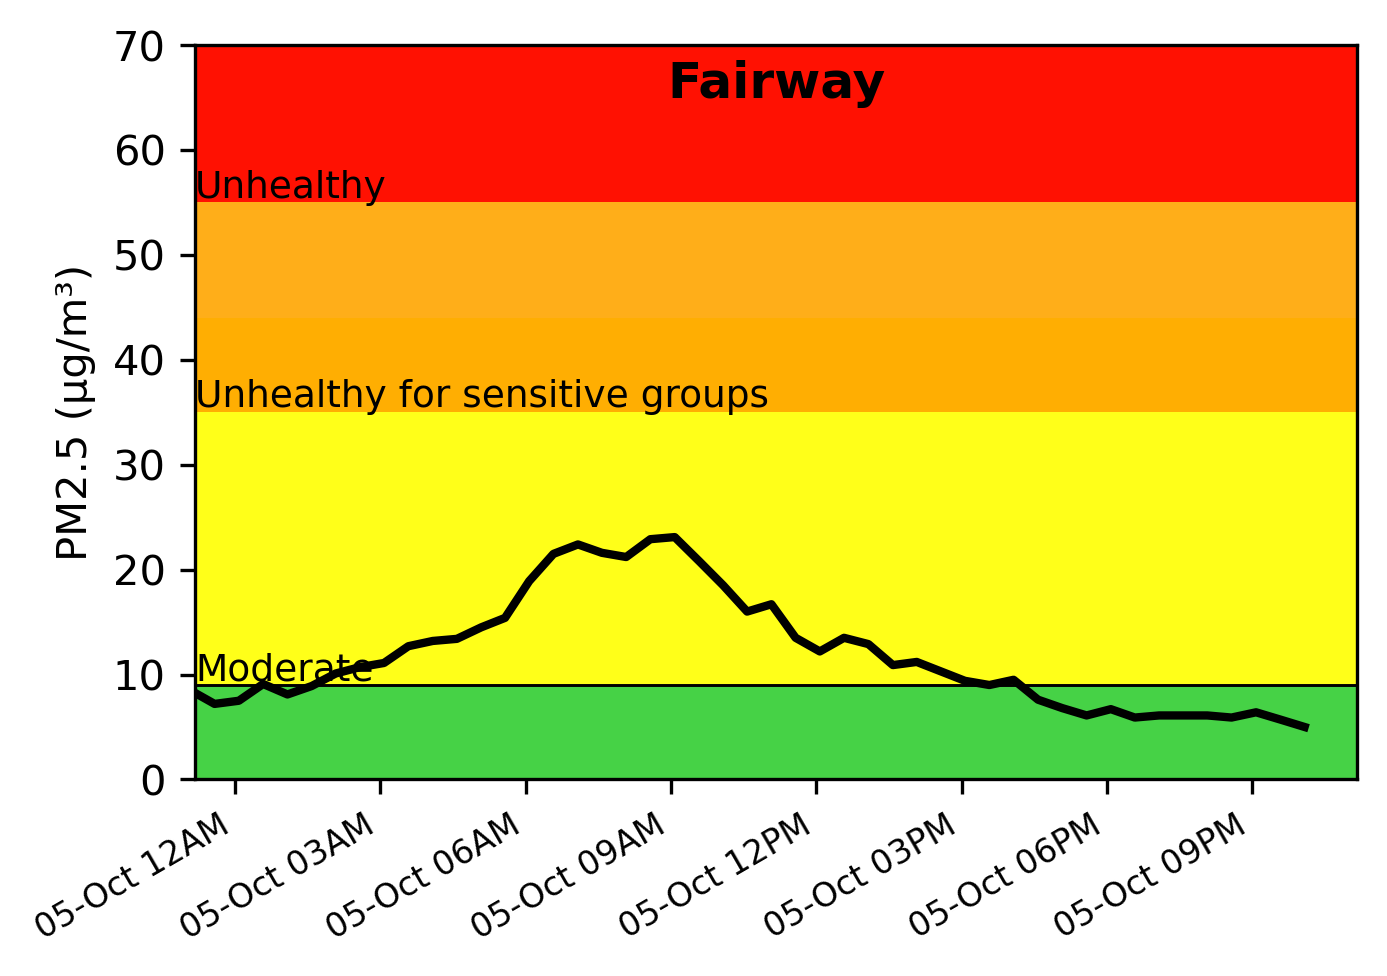 Fairway
PM2.5 (µg/m³)
70
60
50
40
30
20
10
0
Unhealthy
Unhealthy for sensitive groups
Moderate
05-Oct 12AM
05-Oct 03AM
05-Oct 06AM
05-Oct 09AM
05-Oct 12PM
05-Oct 03PM
05-Oct 06PM
05-Oct 09PM